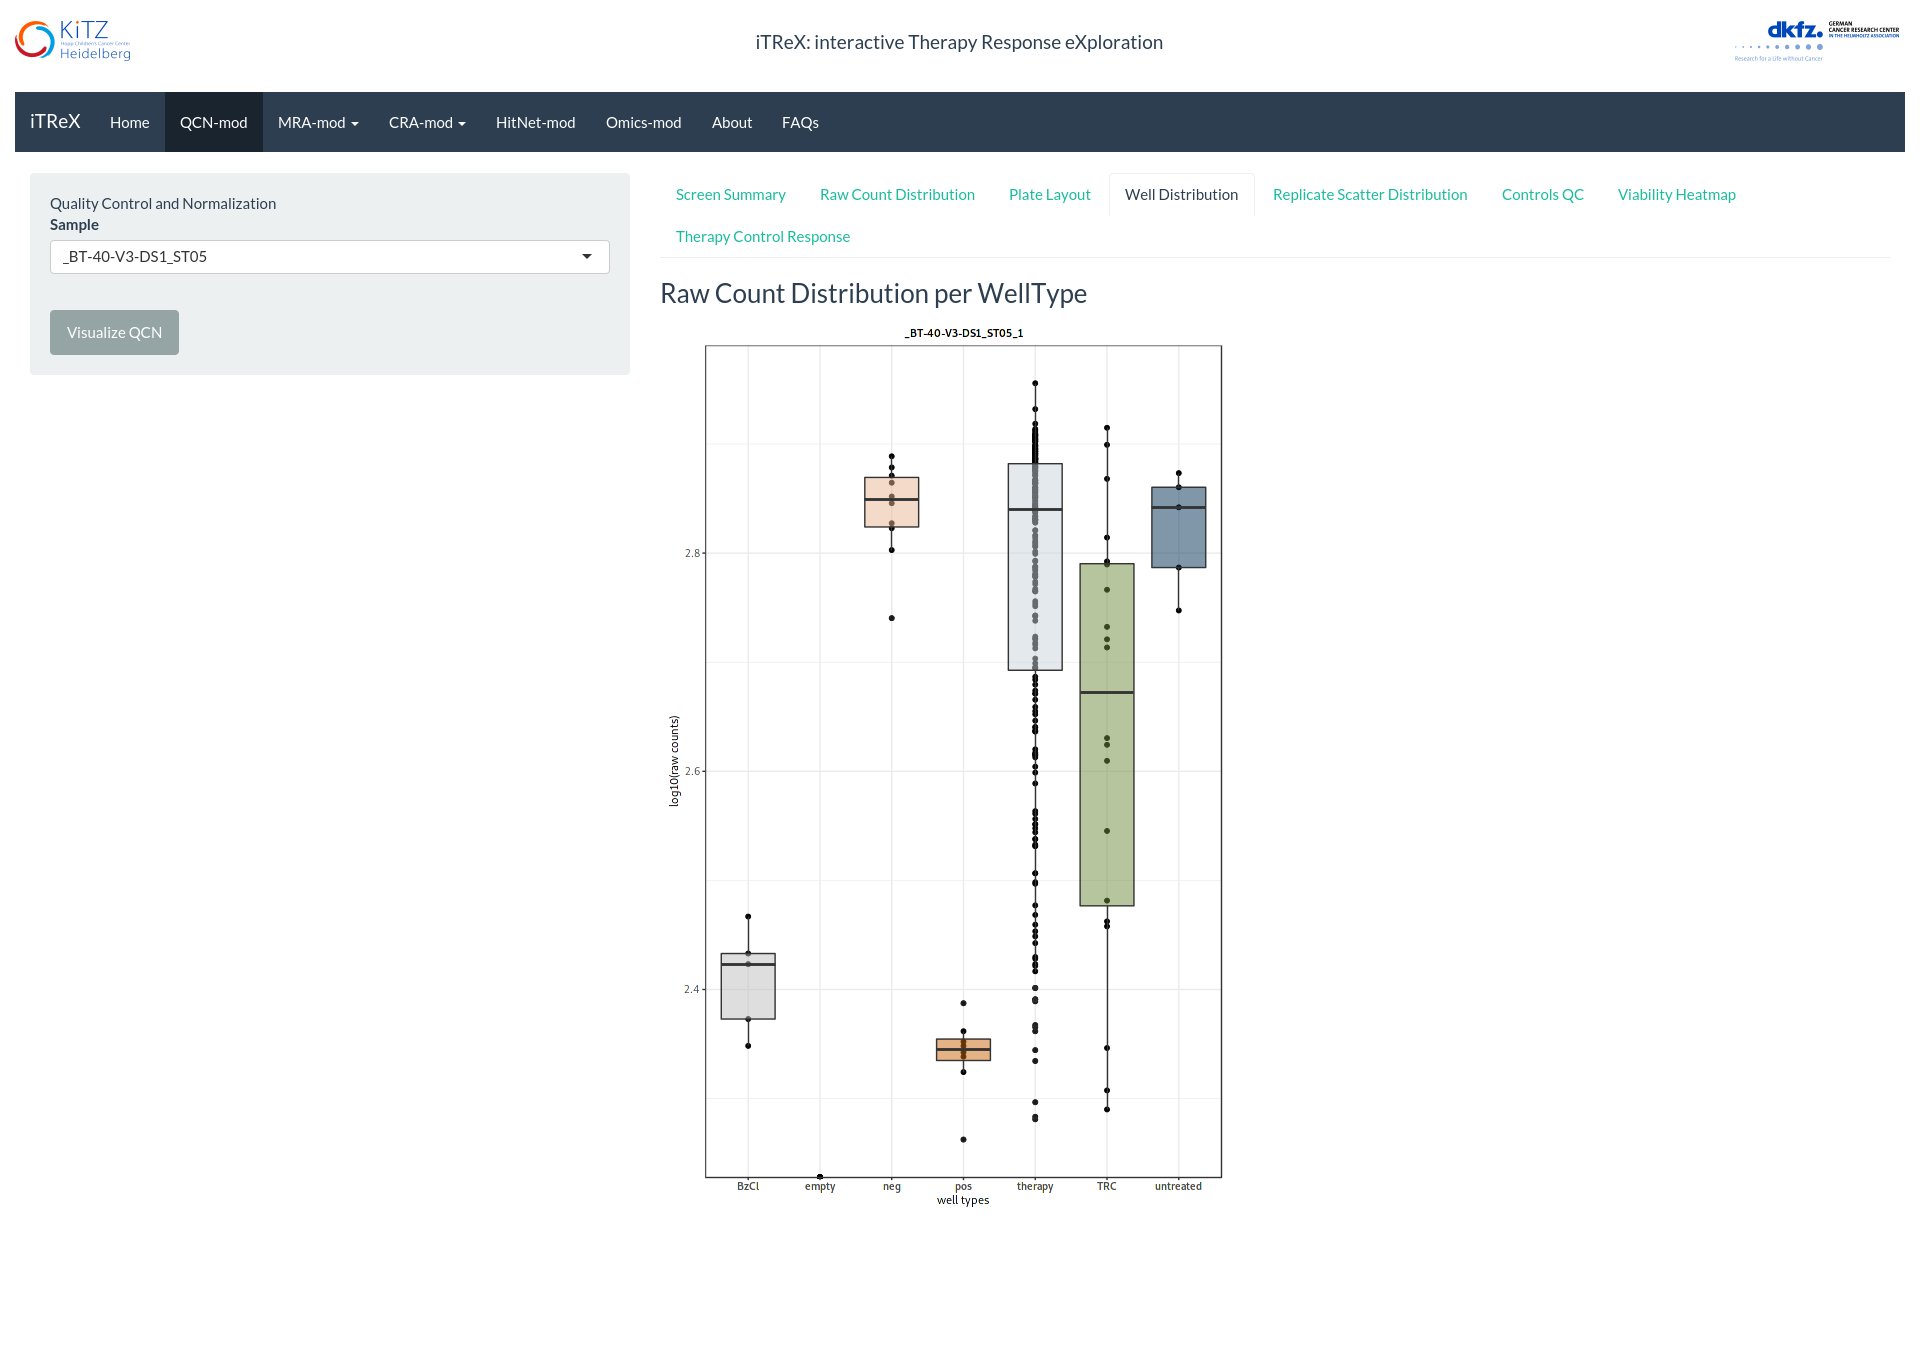 KiTZ
Hopp Children's Cancer Center
Heidelberg
iTReX: interactive Therapy Response eXploration
dkfz. GERMAN
CANCER RESEARCH CENTER
IN THE HELMHOLTZ ASSOCIATION
Research for a Life without Cancer
iTReX Home QCN-mod MRA-mod CRA-mod HitNet-mod Omics-mod About FAQs
Quality Control and Normalization
Sample
_BT-40-V3-DS1_ST05
Visualize QCN
Screen Summary Raw Count Distribution Plate Layout Well Distribution Replicate Scatter Distribution Controls QC Viability Heatmap
Therapy Control Response
Raw Count Distribution per WellType
_BT-40-V3-DS1_ST05_1
log10(raw counts)
2.8
2.6
2.4
BzCl empty neg pos therapy TRC untreated
well types